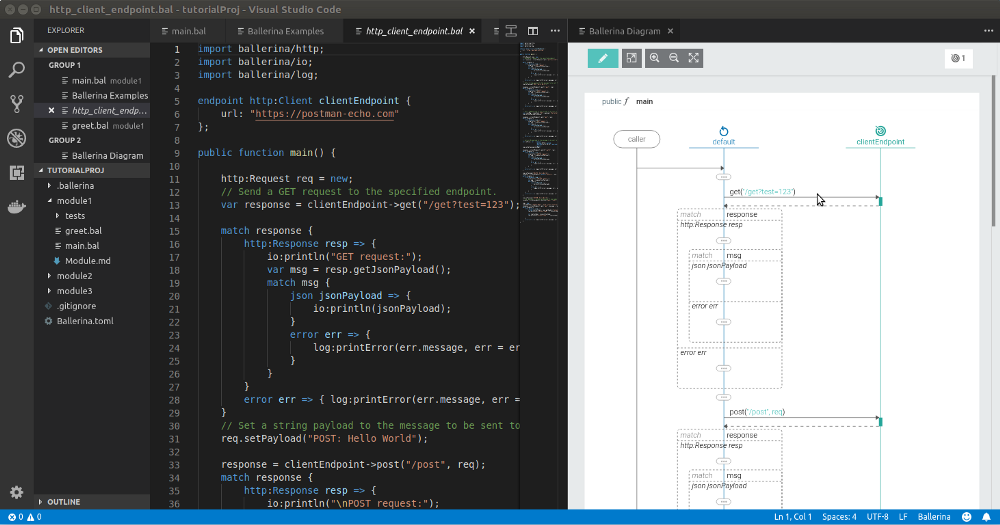 http_client_endpoint.bal - tutorialProj - Visual Studio Code
EXPLORER
OPEN EDITORS
GROUP 1
main.bal module1
Ballerina Examples
http_client_endp...
greet.bal module1
GROUP 2
Ballerina Diagram
TUTORIALPROJ
.ballerina
module1
tests
greet.bal
main.bal
Module.md
module2
module3
.gitignore
Ballerina.toml
OUTLINE
main.bal
Ballerina Examples
http_client_endpoint.bal
1 import ballerina/http;
2 import ballerina/io;
3 import ballerina/log;
4
5 endpoint http:Client clientEndpoint {
6 url: "https://postman-echo.com"
7 };
8
9 public function main() {
10
11 http:Request req = new;
12 // Send a GET request to the specified endpoint.
13 var response = clientEndpoint->get("/get?test=123");
14
15 match response {
16 http:Response resp => {
17 io:println("GET request:");
18 var msg = resp.getJsonPayload();
19 match msg {
20 json jsonPayload => {
21 io:println(jsonPayload);
22 }
23 error err => {
24 log:printError(err.message, err = er
25 }
26 }
27 }
28 error err => { log:printError(err.message, err =
29 }
30 // Set a string payload to the message to be sent to
31 req.setPayload("POST: Hello World");
32
33 response = clientEndpoint->post("/post", req);
34 match response {
35 http:Response resp => {
36 io:println("\nPOST request:");
Ballerina Diagram
1
public f main
caller
default
clientEndpoint
get('/get?test=123')
match response
http:Response resp
match msg
json jsonPayload
error err
error err
post('/post', req)
match response
http:Response resp
match msg
json jsonPayload
0 0
Ln 1, Col 1 Spaces: 4 UTF-8 LF Ballerina